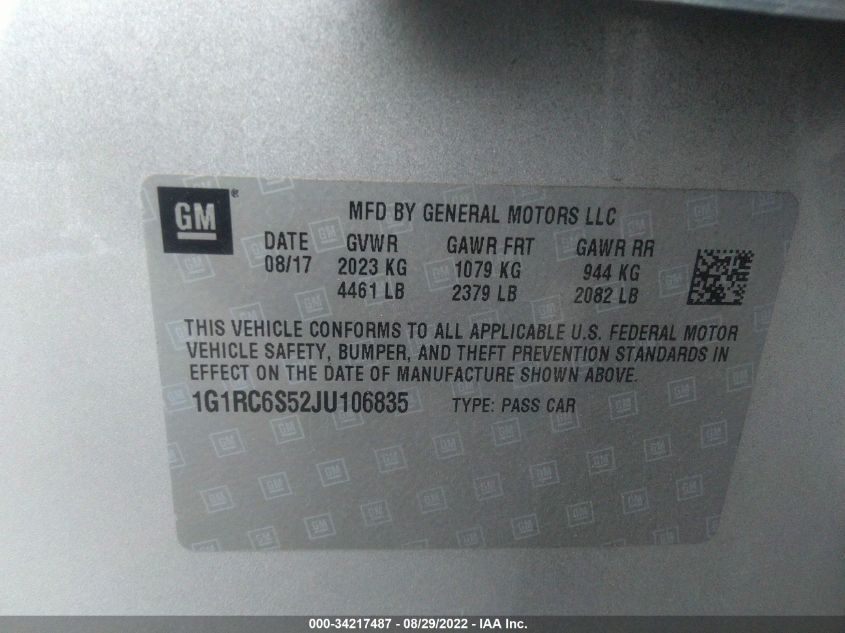 GM ®
MFD BY GENERAL MOTORS LLC
DATE GVWR GAWR FRT GAWR RR
08/17 2023 KG 1079 KG 944 KG
4461 LB 2379 LB 2082 LB
THIS VEHICLE CONFORMS TO ALL APPLICABLE U.S. FEDERAL MOTOR
VEHICLE SAFETY, BUMPER, AND THEFT PREVENTION STANDARDS IN
EFFECT ON THE DATE OF MANUFACTURE SHOWN ABOVE.
1G1RC6S52JU106835 TYPE: PASS CAR
000-34217487 - 08/29/2022 - IAA Inc.